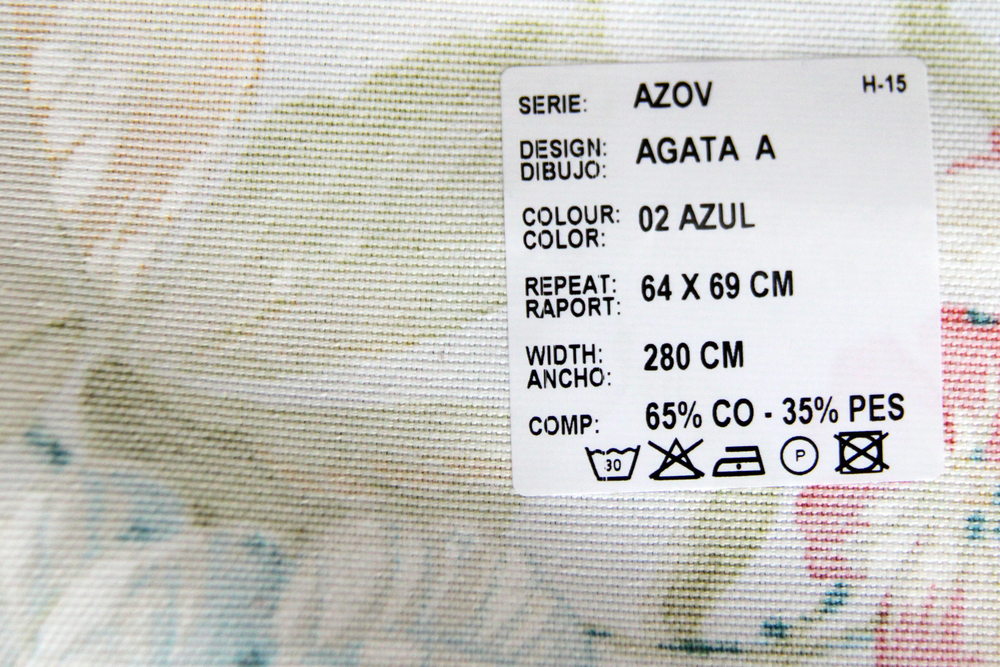 SERIE: AZOV H-15
DESIGN: AGATA A
DIBUJO:
COLOUR: 02 AZUL
COLOR:
REPEAT: 64 X 69 CM
RAPORT:
WIDTH: 280 CM
ANCHO:
COMP: 65% CO - 35% PES
30 P